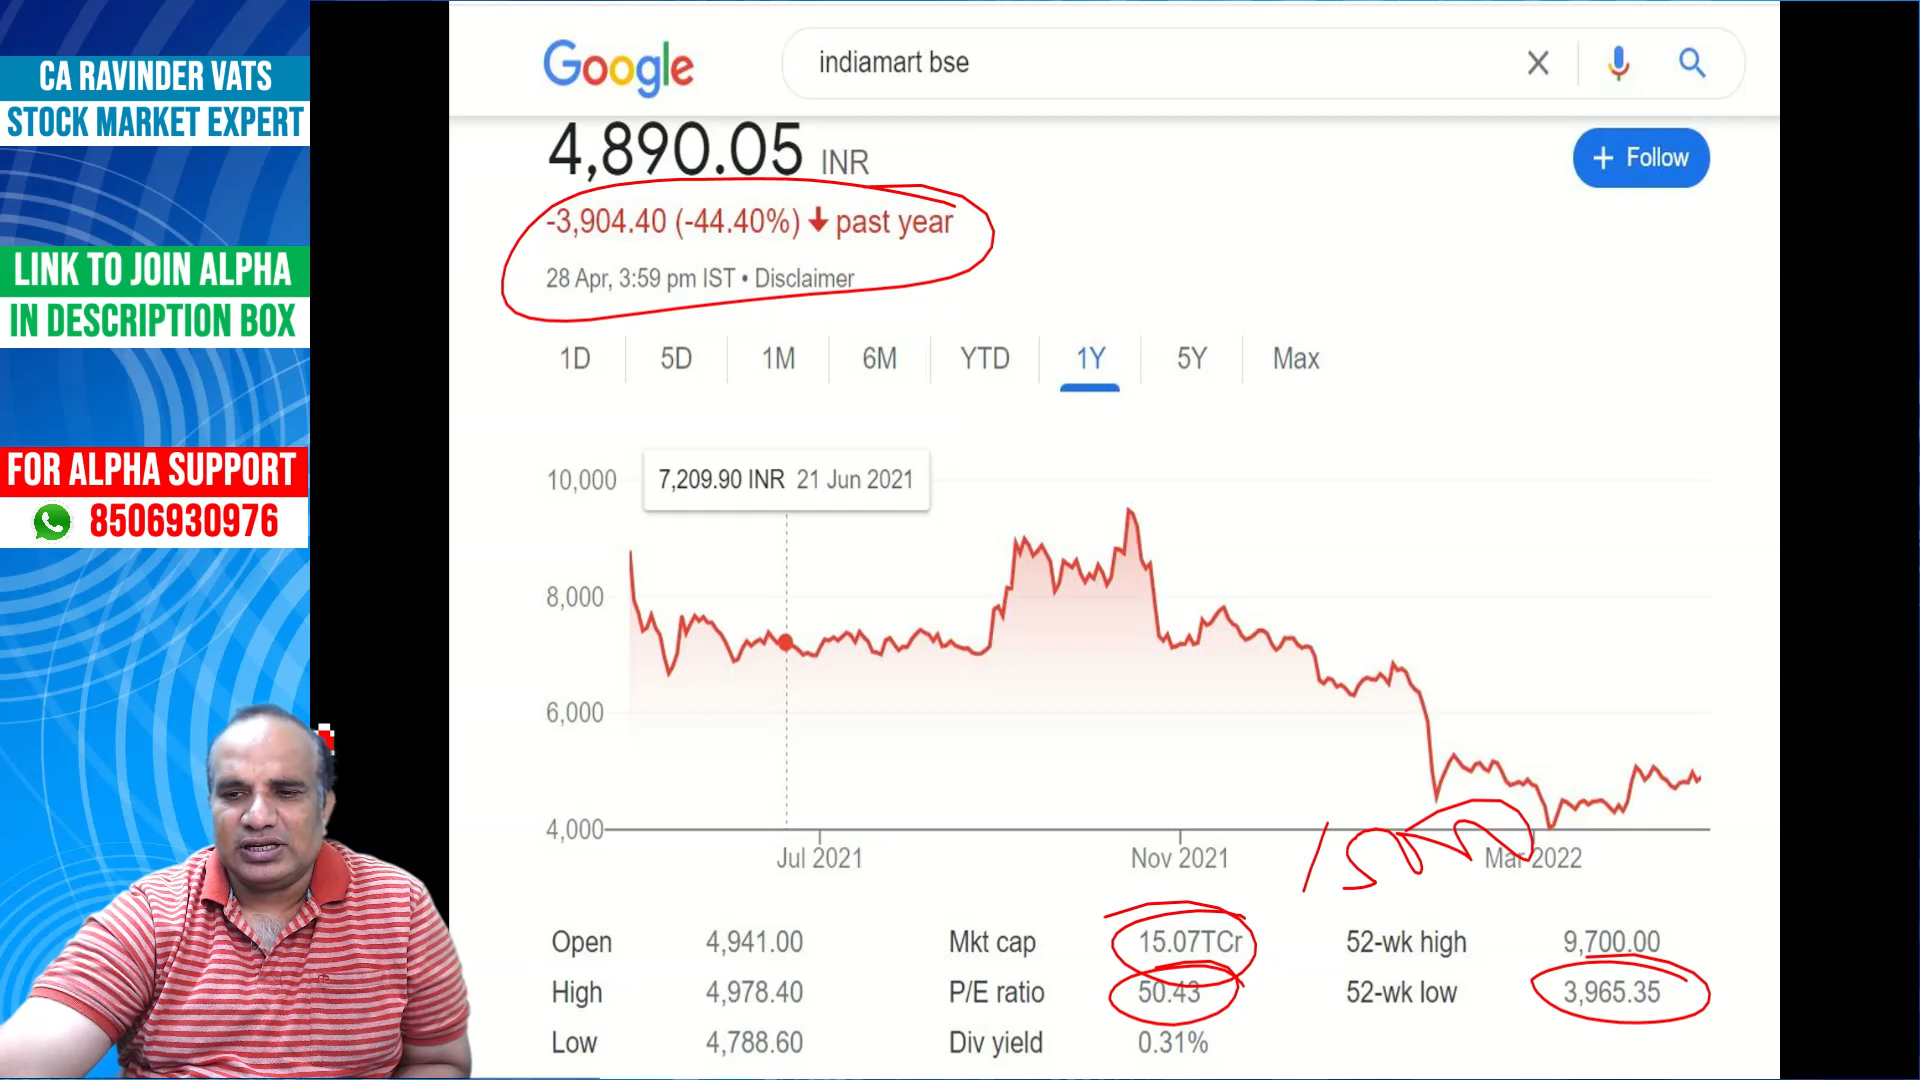 CA RAVINDER VATS
STOCK MARKET EXPERT
LINK TO JOIN ALPHA
IN DESCRIPTION BOX
FOR ALPHA SUPPORT
8506930976
Google
indiamart bse
4,890.05 INR
+ Follow
-3,904.40 (-44.40%) past year
28 Apr, 3:59 pm IST • Disclaimer
1D 5D 1M 6M YTD 1Y 5Y Max
7,209.90 INR 21 Jun 2021
10,000
8,000
6,000
4,000
Jul 2021 Nov 2021 Mar 2022
Open 4,941.00 Mkt cap 15.07TCr 52-wk high 9,700.00
High 4,978.40 P/E ratio 50.43 52-wk low 3,965.35
Low 4,788.60 Div yield 0.31%